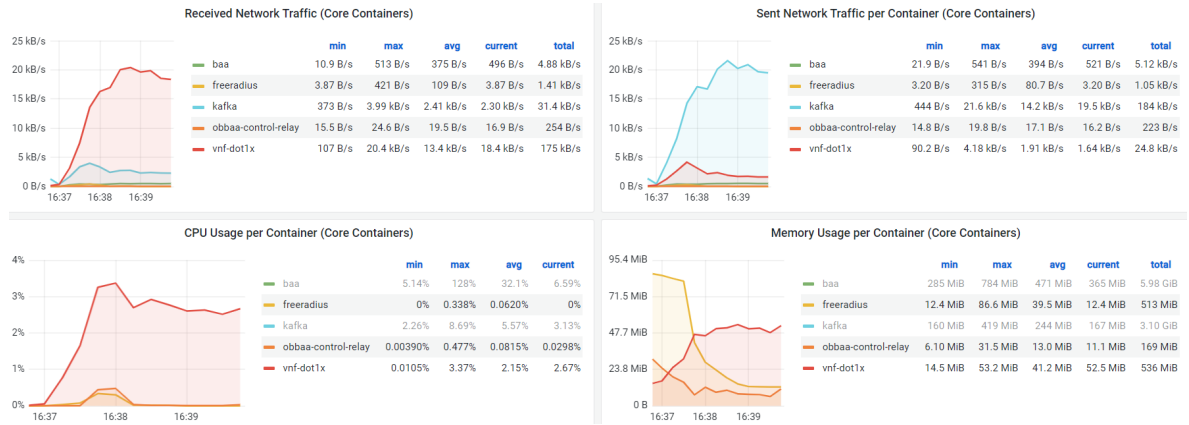 Received Network Traffic (Core Containers)
25 kB/s
20 kB/s
15 kB/s
10 kB/s
5 kB/s
0 B/s
16:37 16:38 16:39
min max avg current total
baa 10.9 B/s 513 B/s 375 B/s 496 B/s 4.88 kB/s
freeradius 3.87 B/s 421 B/s 109 B/s 3.87 B/s 1.41 kB/s
kafka 373 B/s 3.99 kB/s 2.41 kB/s 2.30 kB/s 31.4 kB/s
obbaa-control-relay 15.5 B/s 24.6 B/s 19.5 B/s 16.9 B/s 254 B/s
vnf-dot1x 107 B/s 20.4 kB/s 13.4 kB/s 18.4 kB/s 175 kB/s
Sent Network Traffic per Container (Core Containers)
25 kB/s
20 kB/s
15 kB/s
10 kB/s
5 kB/s
0 B/s
16:37 16:38 16:39
min max avg current total
baa 21.9 B/s 541 B/s 394 B/s 521 B/s 5.12 kB/s
freeradius 3.20 B/s 315 B/s 80.7 B/s 3.20 B/s 1.05 kB/s
kafka 444 B/s 21.6 kB/s 14.2 kB/s 19.5 kB/s 184 kB/s
obbaa-control-relay 14.8 B/s 19.8 B/s 17.1 B/s 16.2 B/s 223 B/s
vnf-dot1x 90.2 B/s 4.18 kB/s 1.91 kB/s 1.64 kB/s 24.8 kB/s
CPU Usage per Container (Core Containers)
4%
3%
2%
1%
0%
16:37 16:38 16:39
min max avg current
baa 5.14% 128% 32.1% 6.59%
freeradius 0% 0.338% 0.0620% 0%
kafka 2.26% 8.69% 5.57% 3.13%
obbaa-control-relay 0.00390% 0.477% 0.0815% 0.0298%
vnf-dot1x 0.0105% 3.37% 2.15% 2.67%
Memory Usage per Container (Core Containers)
95.4 MiB
71.5 MiB
47.7 MiB
23.8 MiB
0 B
16:37 16:38 16:39
min max avg current total
baa 285 MiB 784 MiB 471 MiB 365 MiB 5.98 GiB
freeradius 12.4 MiB 86.6 MiB 39.5 MiB 12.4 MiB 513 MiB
kafka 160 MiB 419 MiB 244 MiB 167 MiB 3.10 GiB
obbaa-control-relay 6.10 MiB 31.5 MiB 13.0 MiB 11.1 MiB 169 MiB
vnf-dot1x 14.5 MiB 53.2 MiB 41.2 MiB 52.5 MiB 536 MiB